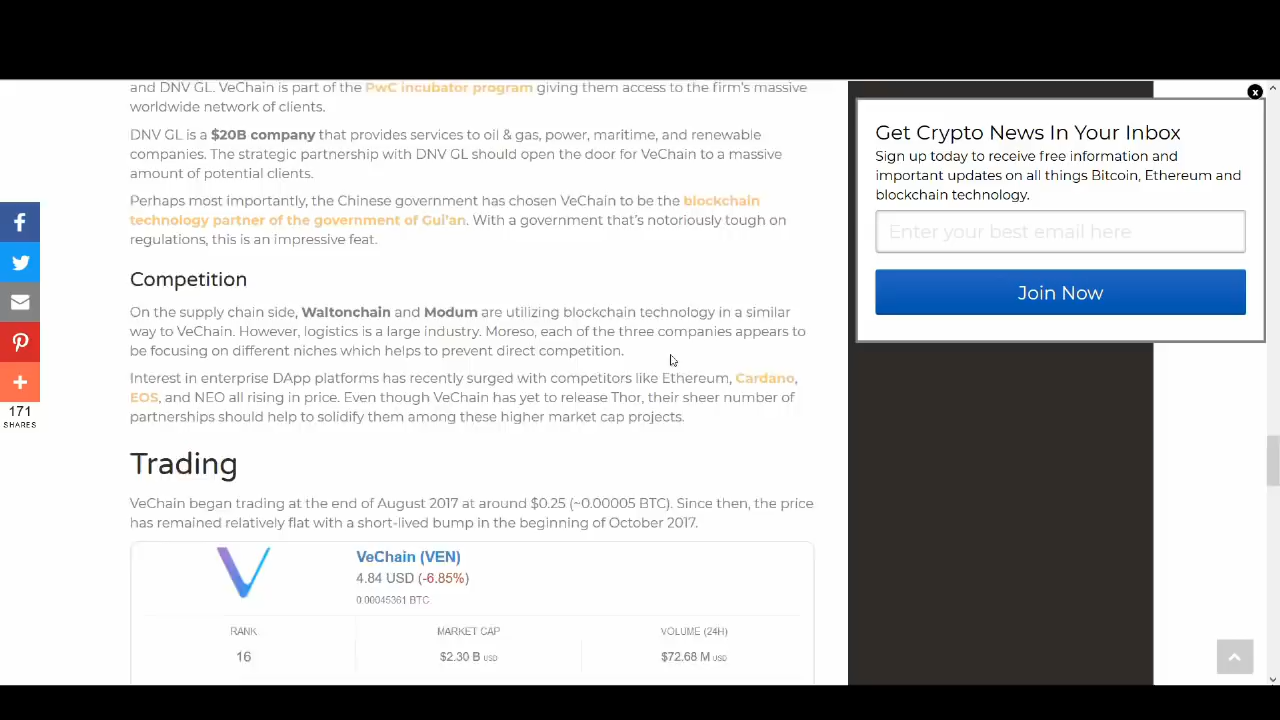 and DNV GL. VeChain is part of the PwC incubator program giving them access to the firm's massive
worldwide network of clients.
DNV GL is a $20B company that provides services to oil & gas, power, maritime, and renewable
companies. The strategic partnership with DNV GL should open the door for VeChain to a massive
amount of potential clients.
Perhaps most importantly, the Chinese government has chosen VeChain to be the blockchain
technology partner of the government of Gui'an. With a government that's notoriously tough on
regulations, this is an impressive feat.
Competition
On the supply chain side, Waltonchain and Modum are utilizing blockchain technology in a similar
way to VeChain. However, logistics is a large industry. Moreso, each of the three companies appears to
be focusing on different niches which helps to prevent direct competition.
Interest in enterprise DApp platforms has recently surged with competitors like Ethereum, Cardano,
EOS, and NEO all rising in price. Even though VeChain has yet to release Thor, their sheer number of
partnerships should help to solidify them among these higher market cap projects.
Trading
VeChain began trading at the end of August 2017 at around $0.25 (~0.00005 BTC). Since then, the price
has remained relatively flat with a short-lived bump in the beginning of October 2017.
VeChain (VEN)
4.84 USD (-6.85%)
0.00045361 BTC
RANK MARKET CAP VOLUME (24H)
16 $2.30 B USD $72.68 M USD
171
SHARES
x
Get Crypto News In Your Inbox
Sign up today to receive free information and
important updates on all things Bitcoin, Ethereum and
blockchain technology.
Enter your best email here
Join Now